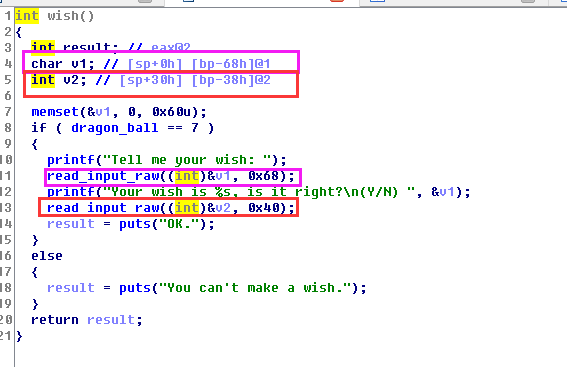 1 int wish()
2 {
3 int result; // eax@2
4 char v1; // [sp+0h] [bp-68h]@1
5 int v2; // [sp+30h] [bp-38h]@2
6
7 memset(&v1, 0, 0x60u);
8 if ( dragon_ball == 7 )
9 {
10 printf("Tell me your wish: ");
11 read_input_raw((int)&v1, 0x68);
12 printf("Your wish is %s, is it right?\n(Y/N) ", &v1);
13 read_input_raw((int)&v2, 0x40);
14 result = puts("OK.");
15 }
16 else
17 {
18 result = puts("You can't make a wish.");
19 }
20 return result;
21 }